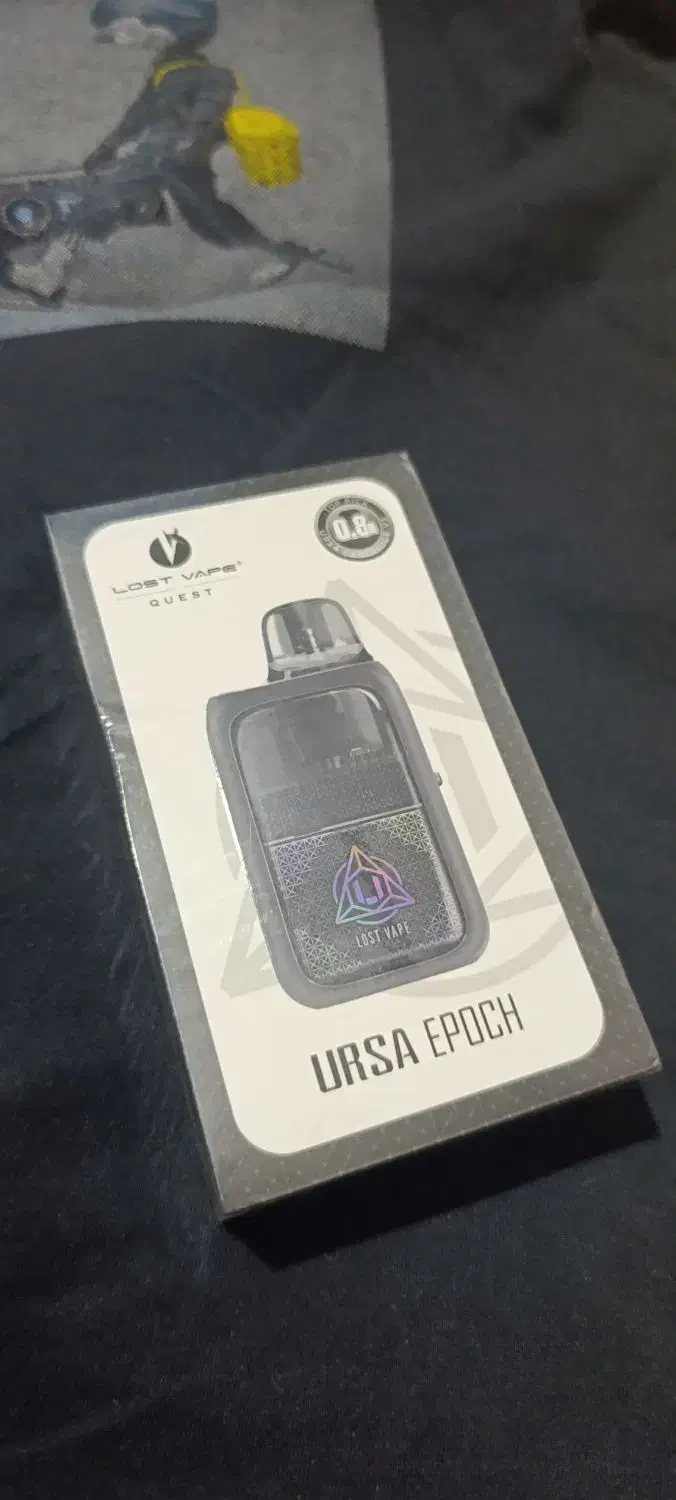 LOST VAPE®
QUEST
0.8Ω
LOST VAPE
URSA EPOCH